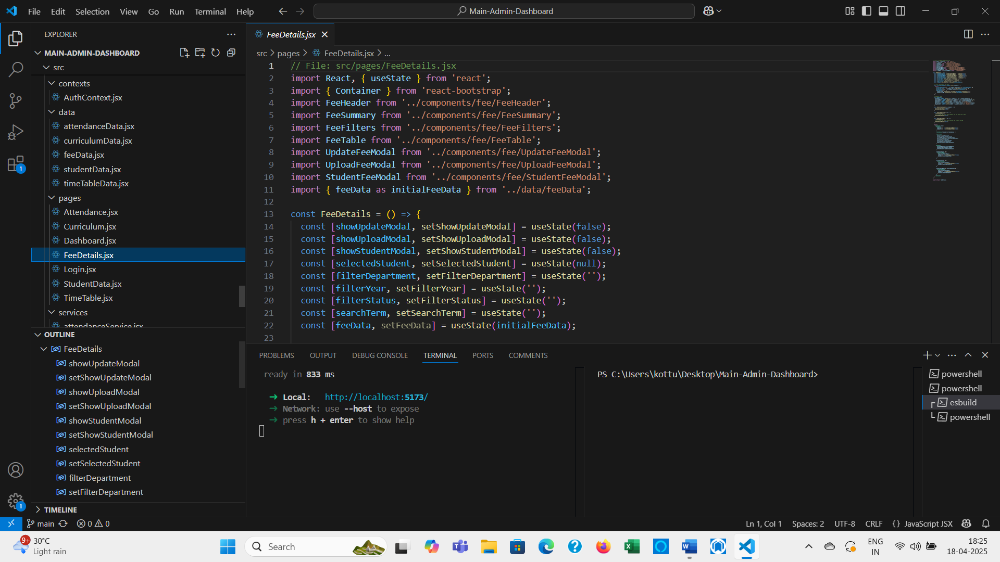 File Edit Selection View Go Run Terminal Help
Main-Admin-Dashboard
EXPLORER
MAIN-ADMIN-DASHBOARD
src
contexts
AuthContext.jsx
data
attendanceData.jsx
curriculumData.jsx
feeData.jsx
studentData.jsx
timeTableData.jsx
pages
Attendance.jsx
Curriculum.jsx
Dashboard.jsx
FeeDetails.jsx
Login.jsx
StudentData.jsx
TimeTable.jsx
services
attendanceService.jsx
OUTLINE
FeeDetails
showUpdateModal
setShowUpdateModal
showUploadModal
setShowUploadModal
showStudentModal
setShowStudentModal
selectedStudent
setSelectedStudent
filterDepartment
setFilterDepartment
TIMELINE
FeeDetails.jsx
src > pages > FeeDetails.jsx > ...
1 // File: src/pages/FeeDetails.jsx
2 import React, { useState } from 'react';
3 import { Container } from 'react-bootstrap';
4 import FeeHeader from '../components/fee/FeeHeader';
5 import FeeSummary from '../components/fee/FeeSummary';
6 import FeeFilters from '../components/fee/FeeFilters';
7 import FeeTable from '../components/fee/FeeTable';
8 import UpdateFeeModal from '../components/fee/UpdateFeeModal';
9 import UploadFeeModal from '../components/fee/UploadFeeModal';
10 import StudentFeeModal from '../components/fee/StudentFeeModal';
11 import { feeData as initialFeeData } from '../data/feeData';
12
13 const FeeDetails = () => {
14 const [showUpdateModal, setShowUpdateModal] = useState(false);
15 const [showUploadModal, setShowUploadModal] = useState(false);
16 const [showStudentModal, setShowStudentModal] = useState(false);
17 const [selectedStudent, setSelectedStudent] = useState(null);
18 const [filterDepartment, setFilterDepartment] = useState('');
19 const [filterYear, setFilterYear] = useState('');
20 const [filterStatus, setFilterStatus] = useState('');
21 const [searchTerm, setSearchTerm] = useState('');
22 const [feeData, setFeeData] = useState(initialFeeData);
23
PROBLEMS OUTPUT DEBUG CONSOLE TERMINAL PORTS COMMENTS
ready in 833 ms
➜ Local: http://localhost:5173/
➜ Network: use --host to expose
➜ press h + enter to show help
PS C:\Users\kottu\Desktop\Main-Admin-Dashboard>
powershell
powershell
esbuild
powershell
1
1
main 0 0
Ln 1, Col 1 Spaces: 2 UTF-8 CRLF { } JavaScript JSX
9+ 30°C
Light rain
Search
ENG
IN
18:25
18-04-2025